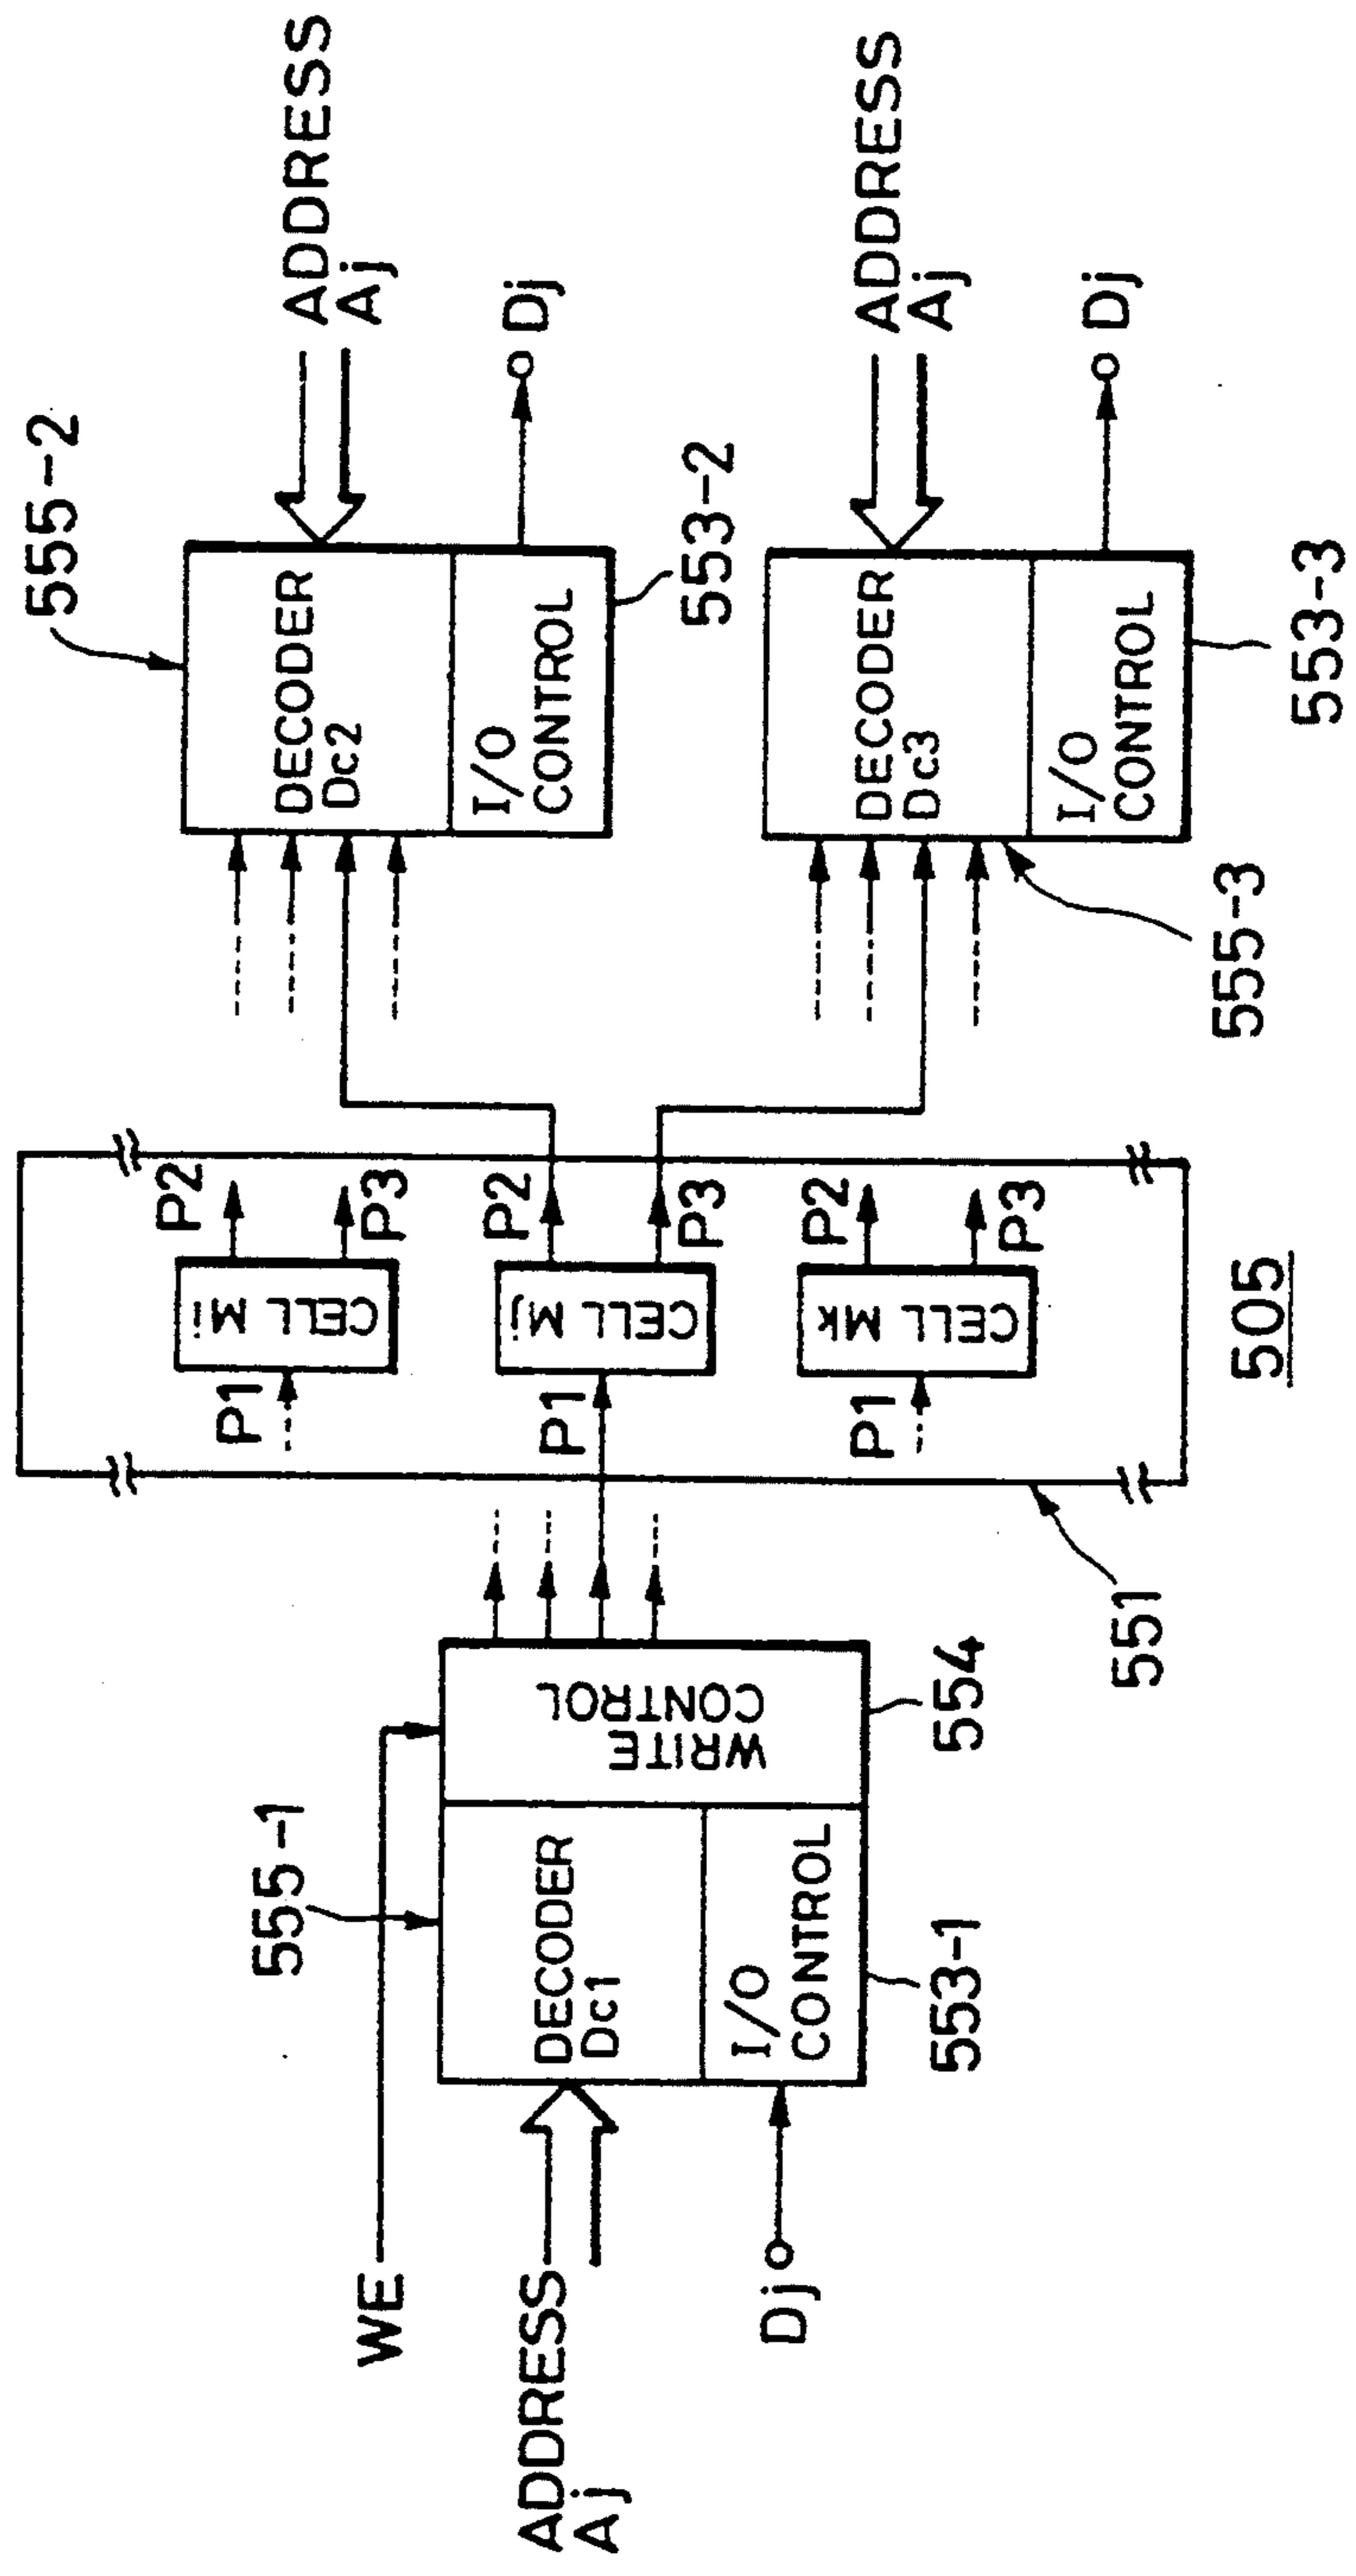 WE
ADDRESS
Aj
Dj
555-1
DECODER
Dc1
I/O
CONTROL
553-1
WRITE
CONTROL
554
551
P1
CELL Mi
P2
P3
P1
CELL Mj
P2
P3
P1
CELL Mk
P2
P3
505
555-2
DECODER
Dc2
I/O
CONTROL
553-2
ADDRESS
Aj
Dj
555-3
DECODER
Dc3
I/O
CONTROL
553-3
ADDRESS
Aj
Dj